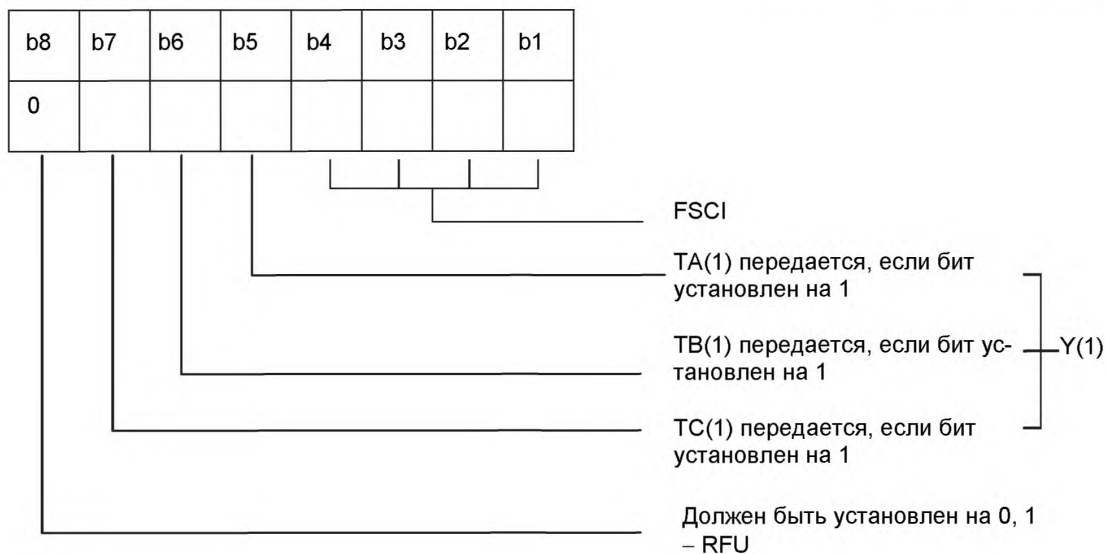 b8 b7 b6 b5 b4 b3 b2 b1
0
FSCI
TA(1) передается, если бит
установлен на 1
TB(1) передается, если бит ус-
тановлен на 1
Y(1)
TC(1) передается, если бит
установлен на 1
Должен быть установлен на 0, 1
– RFU